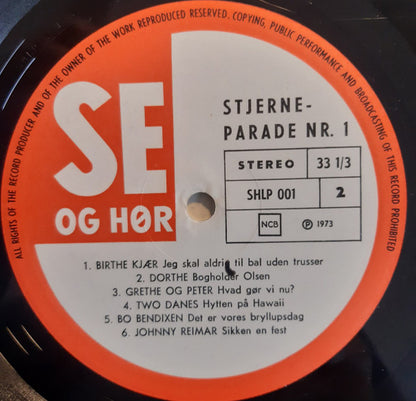 ALL RIGHTS OF THE RECORD PRODUCER AND OF THE OWNER OF THE WORK REPRODUCED RESERVED. COPYING, PUBLIC PERFORMANCE AND BROADCASTING OF THIS RECORD PROHIBITED
SE
OG HØR
STJERNE-
PARADE NR. 1
STEREO 33 1/3
SHLP 001 2
NCB ℗ 1973
1. BIRTHE KJÆR Jeg skal aldrig til bal uden trusser
2. DORTHE Bogholder Olsen
3. GRETHE OG PETER Hvad gør vi nu?
4. TWO DANES Hytten på Hawaii
5. BO BENDIXEN Det er vores bryllupsdag
6. JOHNNY REIMAR Sikken en fest